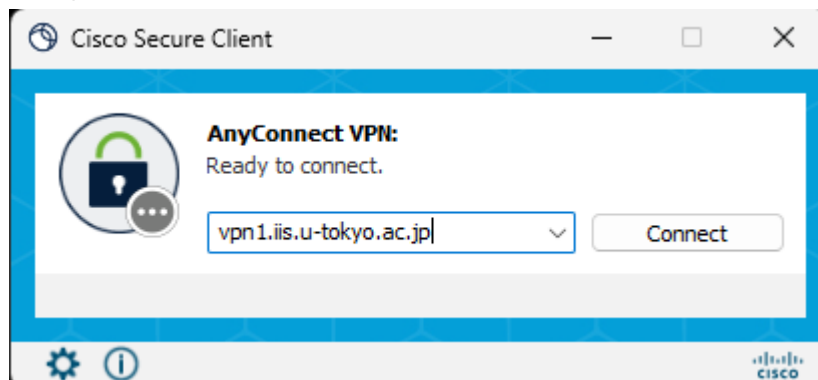 Cisco Secure Client
AnyConnect VPN:
Ready to connect.
vpn1.iis.u-tokyo.ac.jp
Connect
CISCO